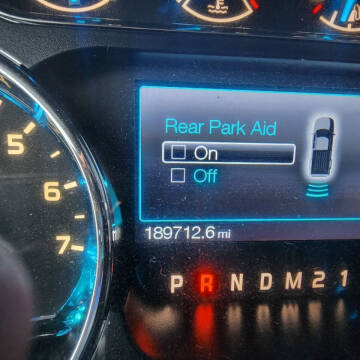 F
Rear Park Aid
On
Off
5
6
7
189712.6 mi
P R N D M 2 1